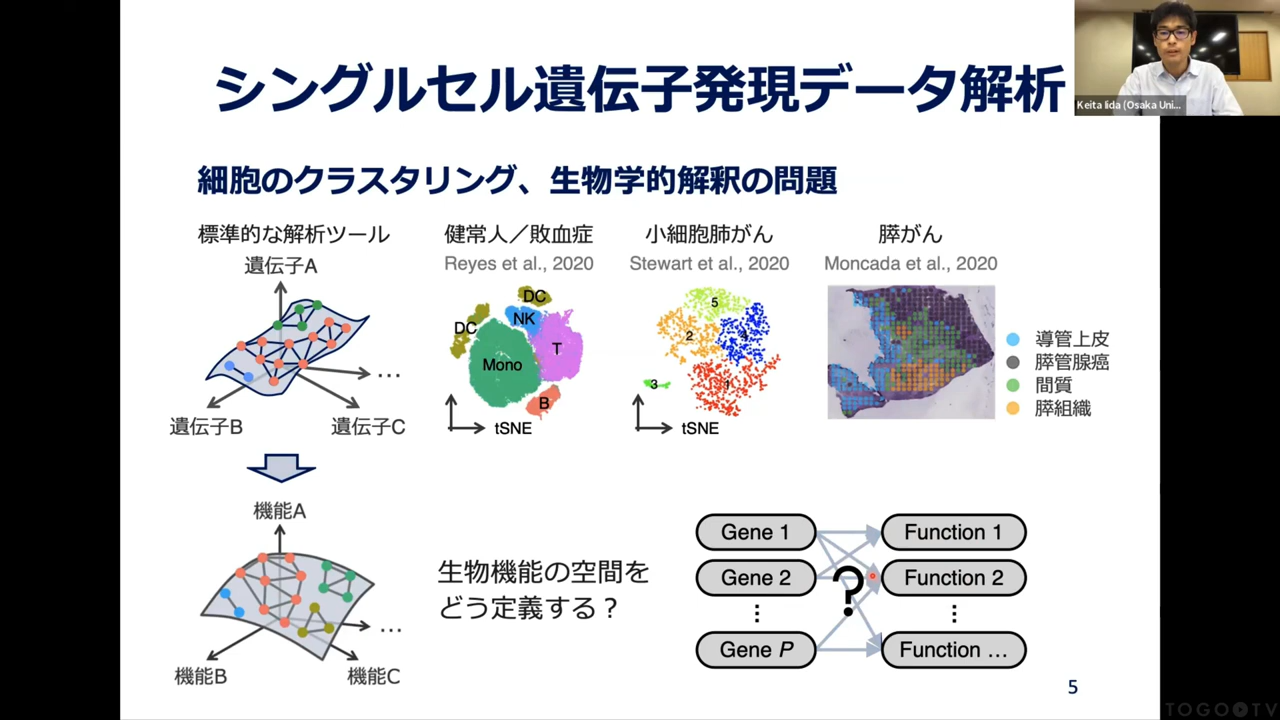 シングルセル遺伝子発現データ解析
Keita Iida (Osaka Uni...
細胞のクラスタリング、生物学的解釈の問題
標準的な解析ツール
遺伝子A
遺伝子B
遺伝子C
...
健常人／敗血症
Reyes et al., 2020
DC
DC
NK
Mono
T
B
tSNE
小細胞肺がん
Stewart et al., 2020
5
2
4
3
1
tSNE
膵がん
Moncada et al., 2020
導管上皮
膵管腺癌
間質
膵組織
機能A
機能B
機能C
...
生物機能の空間を
どう定義する？
Gene 1
Gene 2
⋮
Gene P
?
Function 1
Function 2
⋮
Function ...
5
TOGO TV